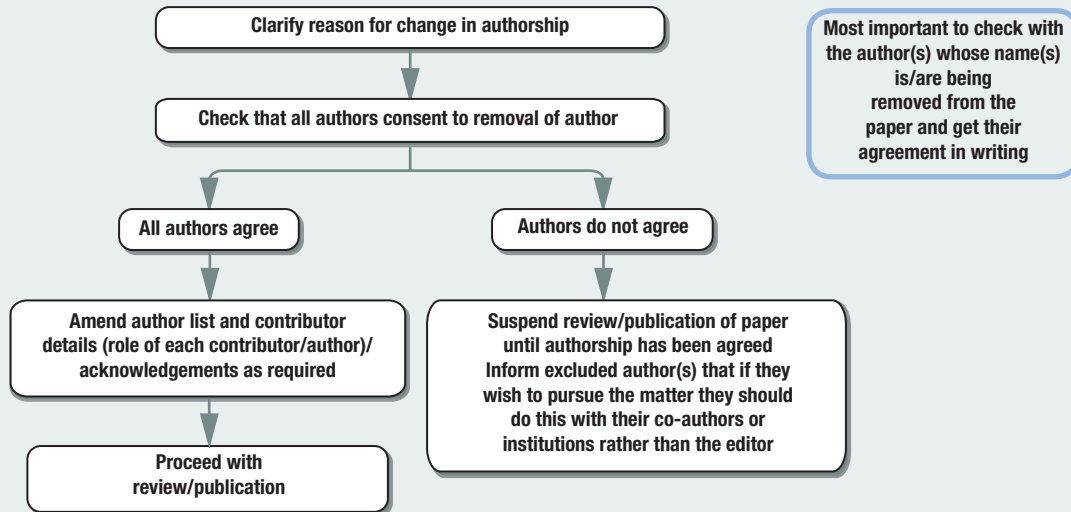 Clarify reason for change in authorship
Most important to check with
the author(s) whose name(s)
is/are being
removed from the
paper and get their
agreement in writing
Check that all authors consent to removal of author
All authors agree
Authors do not agree
Amend author list and contributor
details (role of each contributor/author)/
acknowledgements as required
Suspend review/publication of paper
until authorship has been agreed
Inform excluded author(s) that if they
wish to pursue the matter they should
do this with their co-authors or
institutions rather than the editor
Proceed with
review/publication